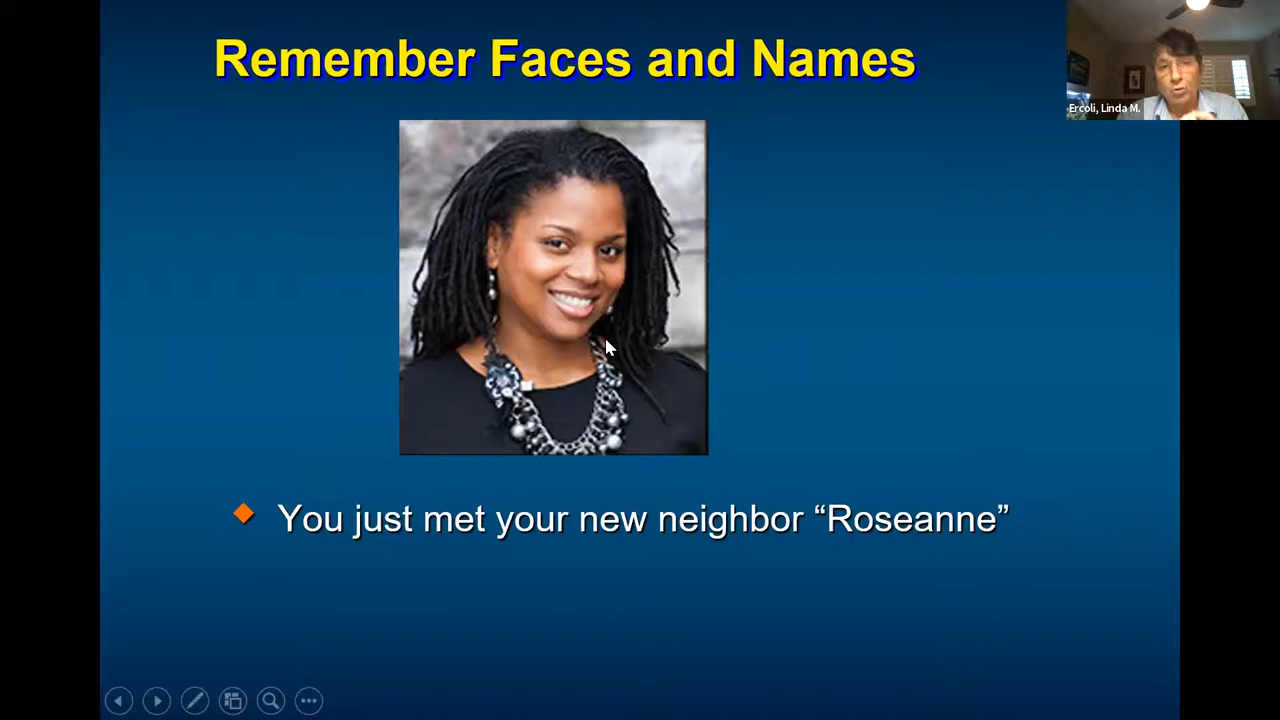 Remember Faces and Names
Ercoli, Linda M.
You just met your new neighbor “Roseanne”